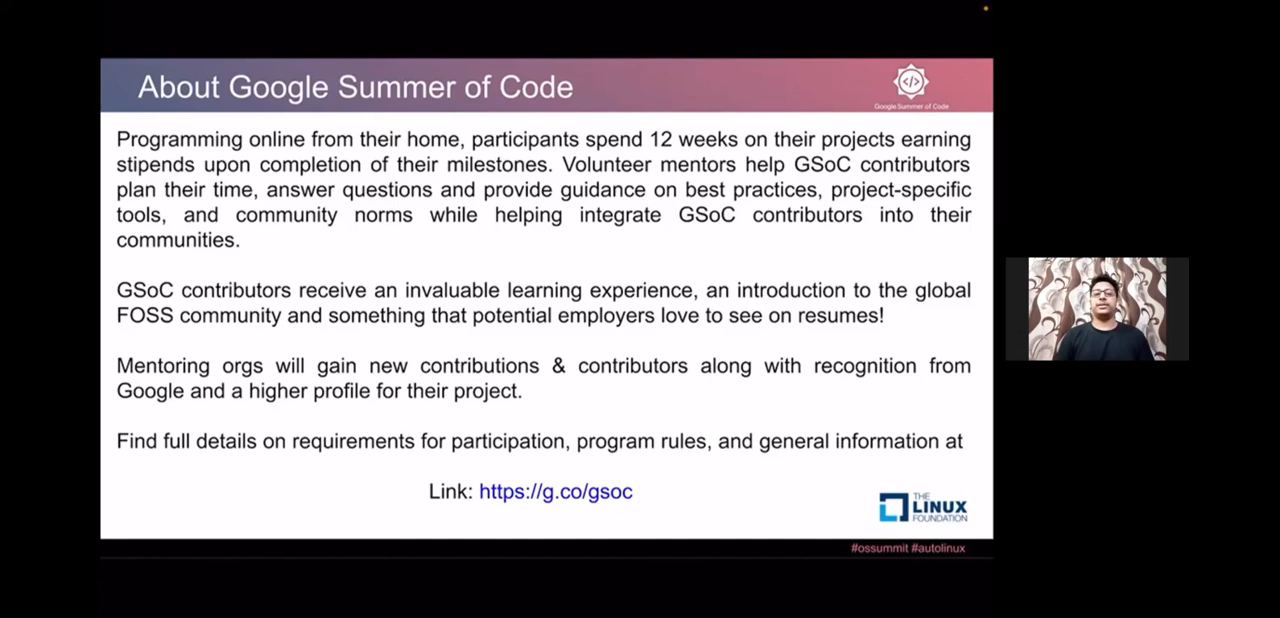 About Google Summer of Code
Google Summer of Code
Programming online from their home, participants spend 12 weeks on their projects earning
stipends upon completion of their milestones. Volunteer mentors help GSoC contributors
plan their time, answer questions and provide guidance on best practices, project-specific
tools, and community norms while helping integrate GSoC contributors into their
communities.
GSoC contributors receive an invaluable learning experience, an introduction to the global
FOSS community and something that potential employers love to see on resumes!
Mentoring orgs will gain new contributions & contributors along with recognition from
Google and a higher profile for their project.
Find full details on requirements for participation, program rules, and general information at
Link: https://g.co/gsoc
THE
LINUX
FOUNDATION
#ossummit #autolinux